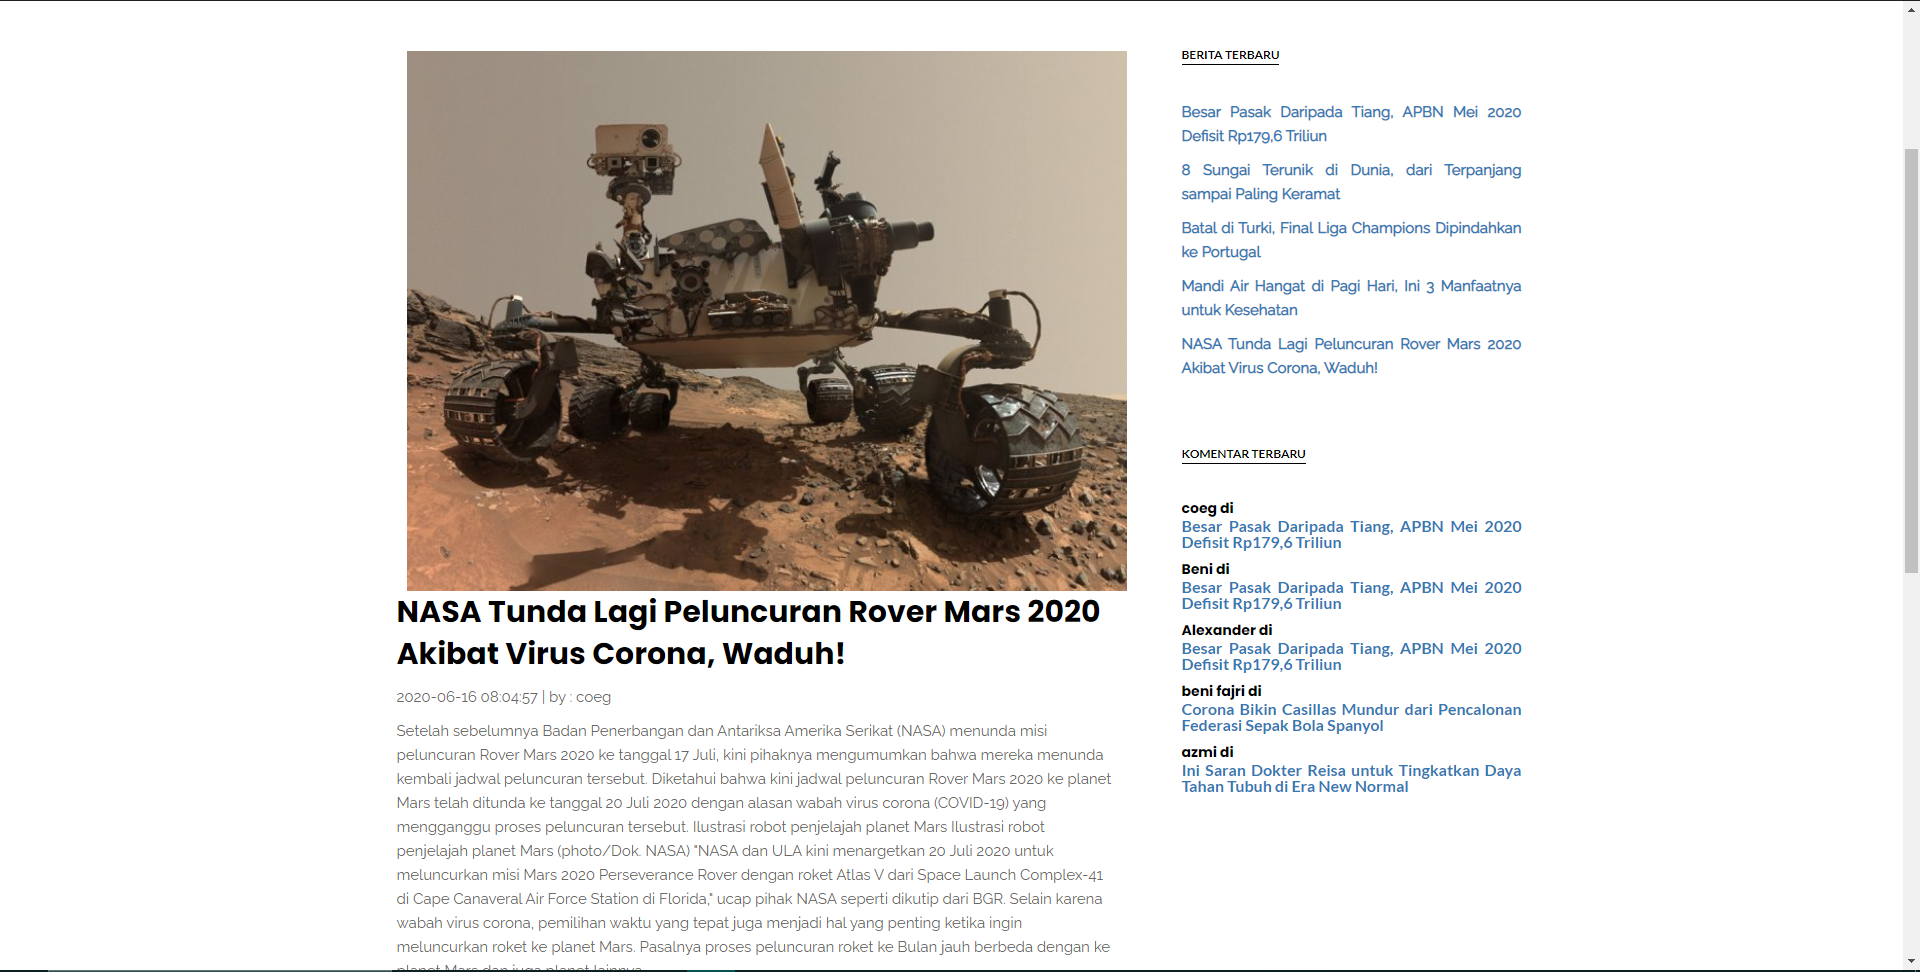 NASA Tunda Lagi Peluncuran Rover Mars 2020
Akibat Virus Corona, Waduh!
2020-06-16 08:04:57 | by : coeg
Setelah sebelumnya Badan Penerbangan dan Antariksa Amerika Serikat (NASA) menunda misi
peluncuran Rover Mars 2020 ke tanggal 17 Juli, kini pihaknya mengumumkan bahwa mereka menunda
kembali jadwal peluncuran tersebut. Diketahui bahwa kini jadwal peluncuran Rover Mars 2020 ke planet
Mars telah ditunda ke tanggal 20 Juli 2020 dengan alasan wabah virus corona (COVID-19) yang
mengganggu proses peluncuran tersebut. Ilustrasi robot penjelajah planet Mars Ilustrasi robot
penjelajah planet Mars (photo/Dok. NASA) "NASA dan ULA kini menargetkan 20 Juli 2020 untuk
meluncurkan misi Mars 2020 Perseverance Rover dengan roket Atlas V dari Space Launch Complex-41
di Cape Canaveral Air Force Station di Florida," ucap pihak NASA seperti dikutip dari BGR. Selain karena
wabah virus corona, pemilihan waktu yang tepat juga menjadi hal yang penting ketika ingin
meluncurkan roket ke planet Mars. Pasalnya proses peluncuran roket ke Bulan jauh berbeda dengan ke
planet Mars dan juga planet lainnya.
BERITA TERBARU
Besar Pasak Daripada Tiang, APBN Mei 2020
Defisit Rp179,6 Triliun
8 Sungai Terunik di Dunia, dari Terpanjang
sampai Paling Keramat
Batal di Turki, Final Liga Champions Dipindahkan
ke Portugal
Mandi Air Hangat di Pagi Hari, Ini 3 Manfaatnya
untuk Kesehatan
NASA Tunda Lagi Peluncuran Rover Mars 2020
Akibat Virus Corona, Waduh!
KOMENTAR TERBARU
coeg di
Besar Pasak Daripada Tiang, APBN Mei 2020
Defisit Rp179,6 Triliun
Beni di
Besar Pasak Daripada Tiang, APBN Mei 2020
Defisit Rp179,6 Triliun
Alexander di
Besar Pasak Daripada Tiang, APBN Mei 2020
Defisit Rp179,6 Triliun
beni fajri di
Corona Bikin Casillas Mundur dari Pencalonan
Federasi Sepak Bola Spanyol
azmi di
Ini Saran Dokter Reisa untuk Tingkatkan Daya
Tahan Tubuh di Era New Normal